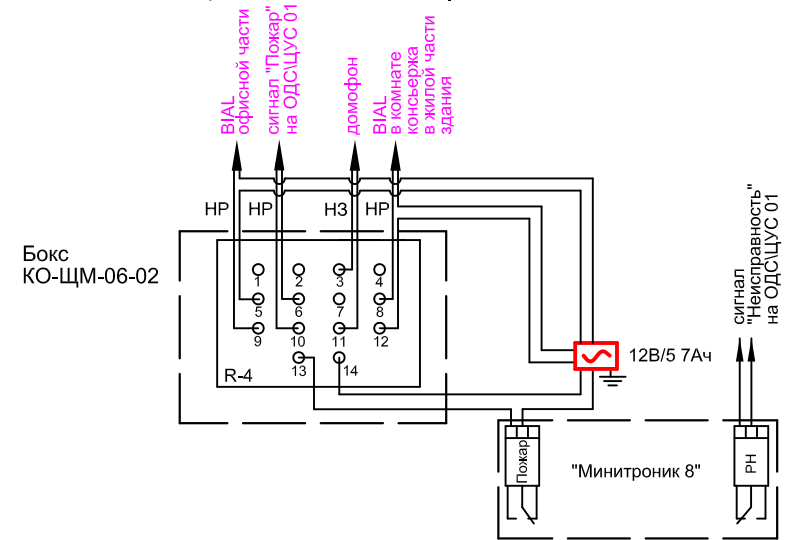 BIAL
офисной части
сигнал "Пожар"
на ОДС\ЦУС 01
домофон
BIAL
в комнате
консьержа
в жилой части
здания
НР
НР
НЗ
НР
сигнал
"Неисправность"
на ОДС\ЦУС 01
Бокс
КО-ЩМ-06-02
1
2
3
4
5
6
7
8
9
10
11
12
13
14
R-4
12В/5 7Ач
Пожар
"Минитроник 8"
РН